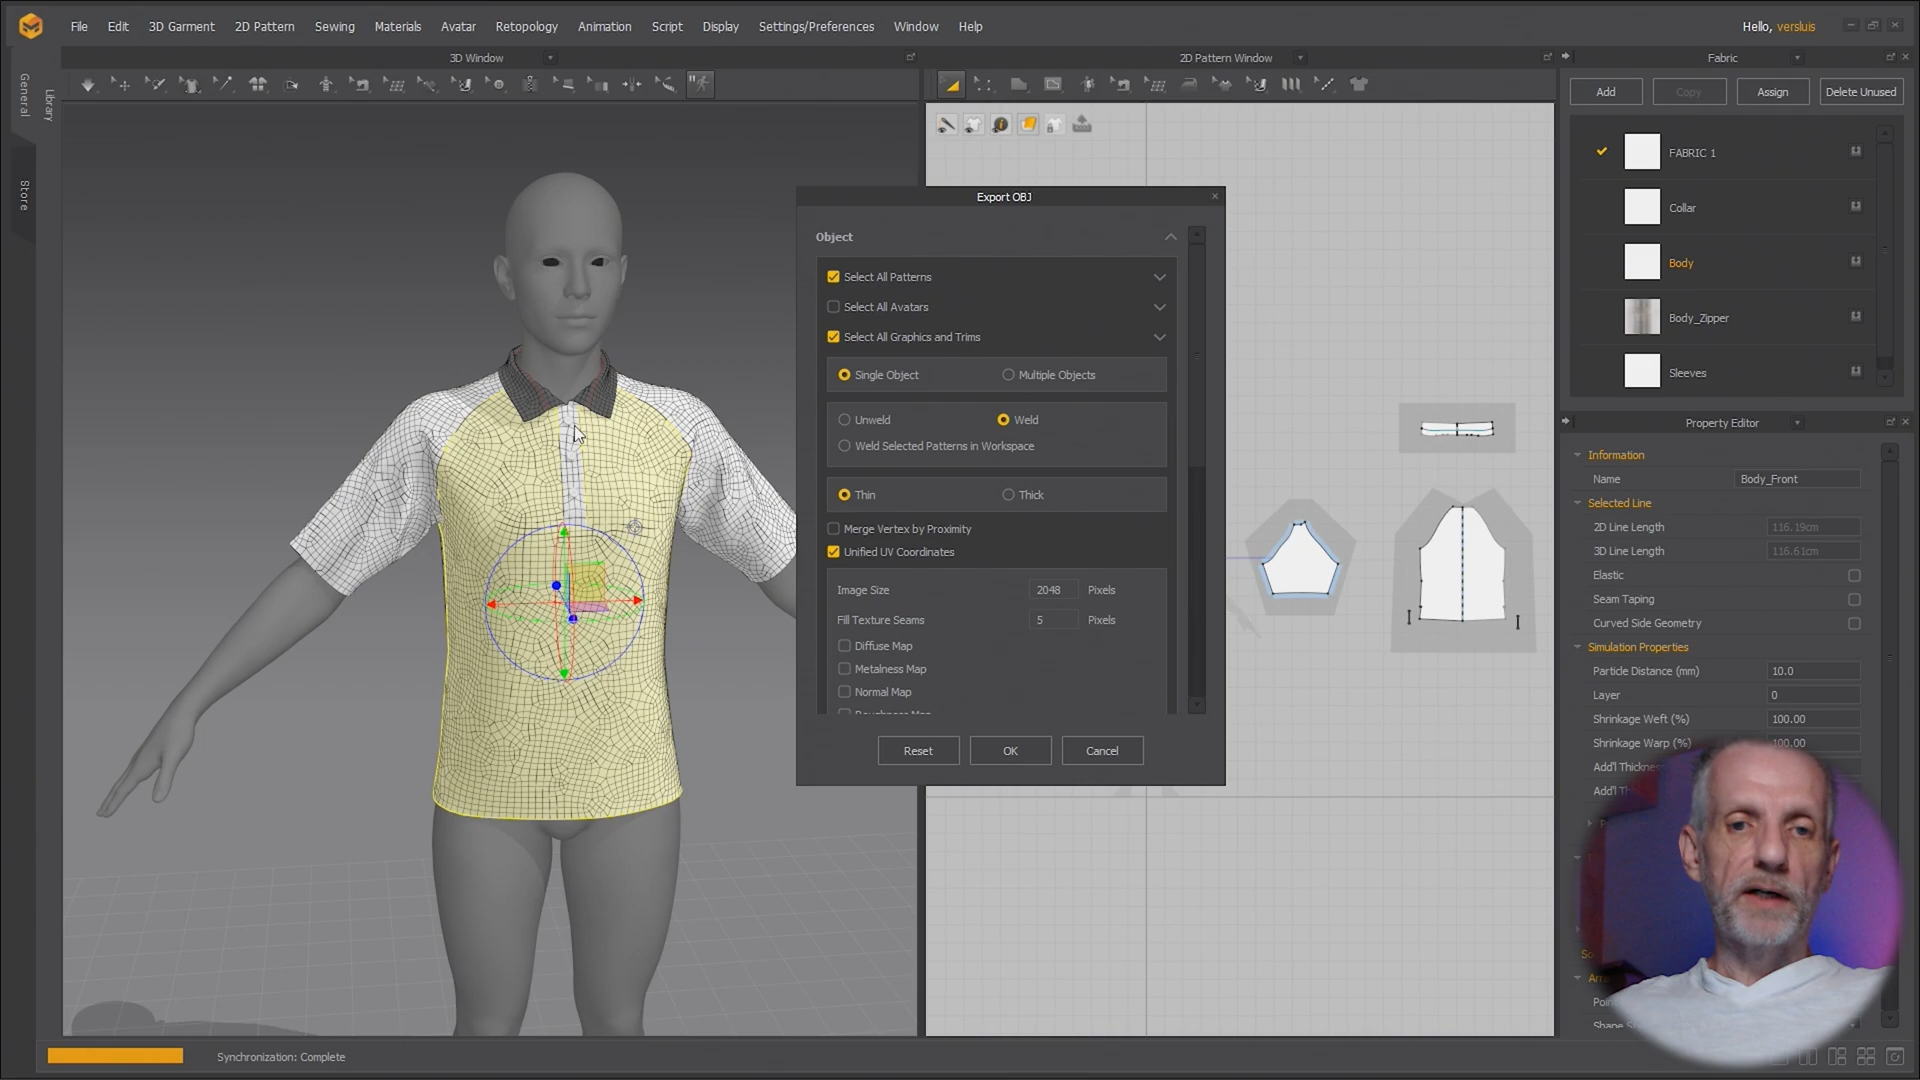 File Edit 3D Garment 2D Pattern Sewing Materials Avatar Retopology Animation Script Display Settings/Preferences Window Help
Hello, versluis
General
Library
Store
3D Window
2D Pattern Window
Fabric
Add Copy Assign Delete Unused
FABRIC 1
Collar
Body
Body_Zipper
Sleeves
Export OBJ
Object
Select All Patterns
Select All Avatars
Select All Graphics and Trims
Single Object Multiple Objects
Unweld Weld
Weld Selected Patterns in Workspace
Thin Thick
Merge Vertex by Proximity
Unified UV Coordinates
Image Size 2048 Pixels
Fill Texture Seams 5 Pixels
Diffuse Map
Metalness Map
Normal Map
Reset OK Cancel
Property Editor
Information
Name Body_Front
Selected Line
2D Line Length 116.19cm
3D Line Length 116.61cm
Elastic
Seam Taping
Curved Side Geometry
Simulation Properties
Particle Distance (mm) 10.0
Layer 0
Shrinkage Weft (%) 100.00
Shrinkage Warp (%) 100.00
Synchronization: Complete